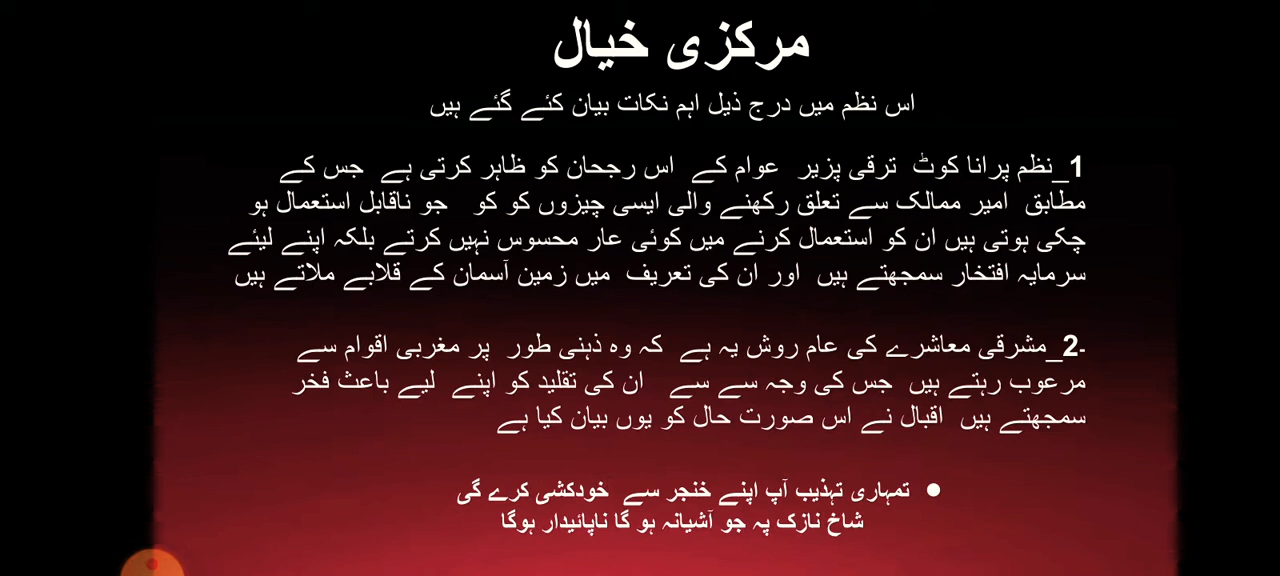 مرکزی خیال
اس نظم میں درج ذیل اہم نکات بیان کئے گئے ہیں
1_نظم پرانا کوٹ ترقی پزیر عوام کے اس رجحان کو ظاہر کرتی ہے جس کے
مطابق امیر ممالک سے تعلق رکھنے والی ایسی چیزوں کو کو جو ناقابل استعمال ہو
چکی ہوتی ہیں ان کو استعمال کرنے میں کوئی عار محسوس نہیں کرتے بلکہ اپنے لیئے
سرمایہ افتخار سمجھتے ہیں اور ان کی تعریف میں زمین آسمان کے قلابے ملاتے ہیں
۔2_مشرقی معاشرے کی عام روش یہ ہے کہ وہ ذہنی طور پر مغربی اقوام سے
مرعوب رہتے ہیں جس کی وجہ سے سے ان کی تقلید کو اپنے لیے باعث فخر
سمجھتے ہیں اقبال نے اس صورت حال کو یوں بیان کیا ہے
• تمہاری تہذیب آپ اپنے خنجر سے خودکشی کرے گی
شاخ نازک پہ جو آشیانہ ہو گا ناپائیدار ہوگا